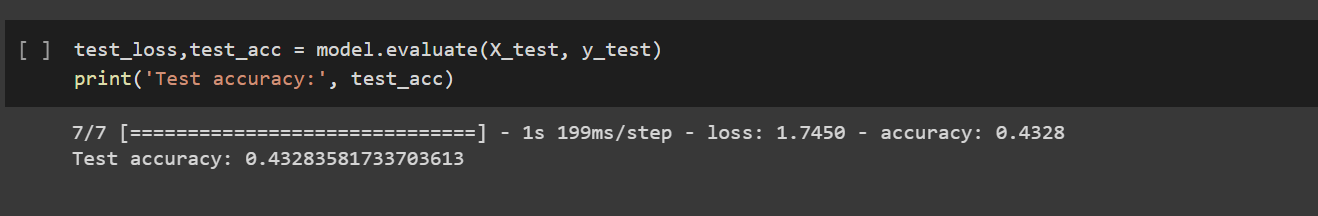 [ ] test_loss,test_acc = model.evaluate(X_test, y_test)
print('Test accuracy:', test_acc)
7/7 [==============================] - 1s 199ms/step - loss: 1.7450 - accuracy: 0.4328
Test accuracy: 0.43283581733703613